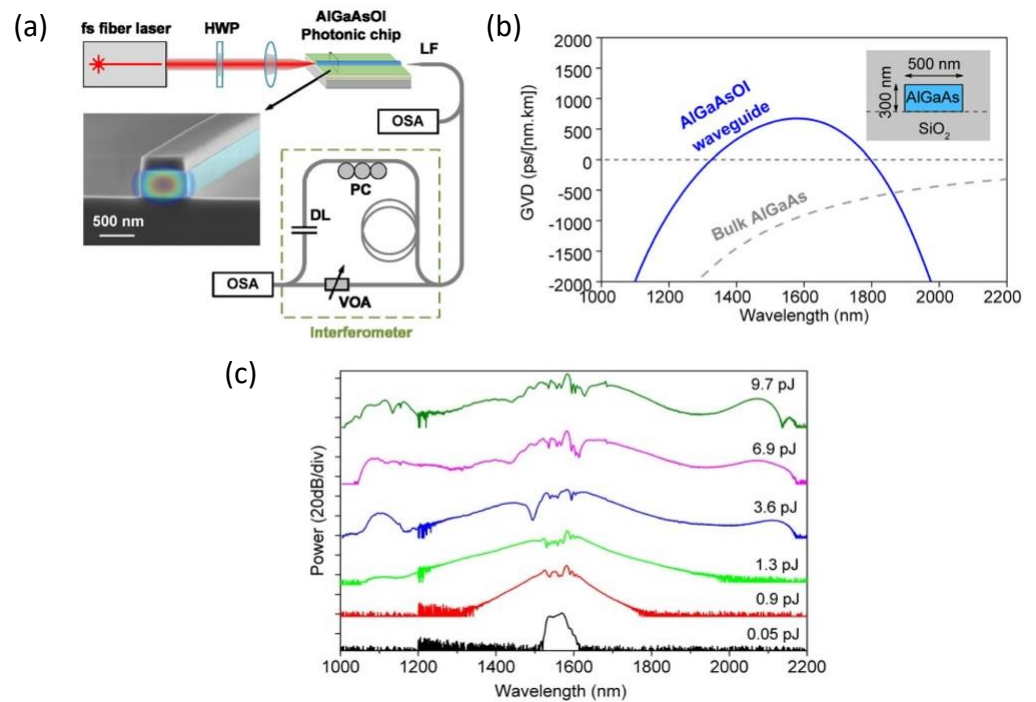 (a)
fs fiber laser
HWP
AlGaAsOI
Photonic chip
LF
OSA
500 nm
PC
DL
VOA
OSA
Interferometer
(b)
GVD (ps/[nm.km])
2000
1500
1000
500
0
-500
-1000
-1500
-2000
AlGaAsOI
waveguide
Bulk AlGaAs
500 nm
300 nm
AlGaAs
SiO2
1000 1200 1400 1600 1800 2000 2200
Wavelength (nm)
(c)
Power (20dB/div)
9.7 pJ
6.9 pJ
3.6 pJ
1.3 pJ
0.9 pJ
0.05 pJ
1000 1200 1400 1600 1800 2000 2200
Wavelength (nm)